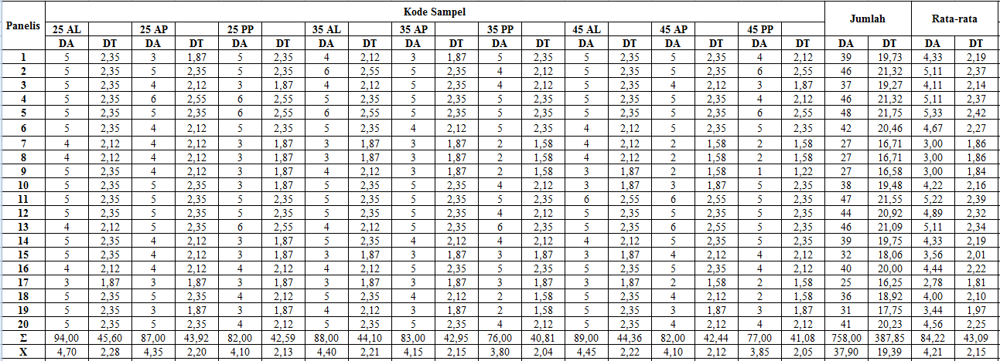 Panelis Kode Sampel Jumlah Rata-rata
25 AL 25 AP 25 PP 35 AL 35 AP 35 PP 45 AL 45 AP 45 PP
DA DT DA DT DA DT DA DT DA DT DA DT DA DT DA DT DA DT DA DT DA DT
1 5 2,35 3 1,87 5 2,35 4 2,12 3 1,87 5 2,35 5 2,35 5 2,35 4 2,12 39 19,73 4,33 2,19
2 5 2,35 5 2,35 5 2,35 6 2,55 5 2,35 4 2,12 5 2,35 5 2,35 6 2,55 46 21,32 5,11 2,37
3 5 2,35 4 2,12 3 1,87 4 2,12 5 2,35 4 2,12 5 2,35 4 2,12 3 1,87 37 19,27 4,11 2,14
4 5 2,35 6 2,55 6 2,55 5 2,35 5 2,35 5 2,35 5 2,35 5 2,35 4 2,12 46 21,32 5,11 2,37
5 5 2,35 5 2,35 6 2,55 6 2,55 5 2,35 5 2,35 5 2,35 5 2,35 6 2,55 48 21,75 5,33 2,42
6 5 2,35 4 2,12 5 2,35 5 2,35 4 2,12 5 2,35 4 2,12 5 2,35 5 2,35 42 20,46 4,67 2,27
7 4 2,12 4 2,12 3 1,87 3 1,87 3 1,87 2 1,58 4 2,12 2 1,58 2 1,58 27 16,71 3,00 1,86
8 4 2,12 4 2,12 3 1,87 3 1,87 3 1,87 2 1,58 4 2,12 2 1,58 2 1,58 27 16,71 3,00 1,86
9 5 2,35 4 2,12 3 1,87 4 2,12 3 1,87 2 1,58 3 1,87 2 1,58 1 1,22 27 16,58 3,00 1,84
10 5 2,35 5 2,35 3 1,87 5 2,35 5 2,35 4 2,12 3 1,87 3 1,87 5 2,35 38 19,48 4,22 2,16
11 5 2,35 5 2,35 5 2,35 5 2,35 5 2,35 5 2,35 6 2,55 6 2,55 5 2,35 47 21,55 5,22 2,39
12 5 2,35 5 2,35 5 2,35 5 2,35 5 2,35 4 2,12 5 2,35 5 2,35 5 2,35 44 20,92 4,89 2,32
13 4 2,12 5 2,35 6 2,55 4 2,12 5 2,35 6 2,35 5 2,35 6 2,55 5 2,35 46 21,09 5,11 2,34
14 5 2,35 4 2,12 3 1,87 5 2,35 4 2,12 4 2,12 4 2,12 5 2,35 5 2,35 39 19,75 4,33 2,19
15 5 2,35 4 2,12 3 1,87 3 1,87 3 1,87 3 1,87 3 1,87 4 2,12 4 2,12 32 18,06 3,56 2,01
16 4 2,12 4 2,12 4 2,12 4 2,12 5 2,35 5 2,35 5 2,35 5 2,35 4 2,12 40 20,00 4,44 2,22
17 3 1,87 3 1,87 3 1,87 3 1,87 3 1,87 3 1,87 3 1,87 2 1,58 2 1,58 25 16,25 2,78 1,81
18 5 2,35 5 2,35 4 2,12 5 2,35 4 2,12 2 1,58 5 2,35 4 2,12 2 1,58 36 18,92 4,00 2,10
19 5 2,35 3 1,87 3 1,87 4 2,12 3 1,87 2 1,58 5 2,35 3 1,87 3 1,87 31 17,75 3,44 1,97
20 5 2,35 5 2,35 4 2,12 5 2,35 5 2,35 4 2,12 5 2,35 4 2,12 4 2,12 41 20,23 4,56 2,25
Σ 94,00 45,60 87,00 43,92 82,00 42,59 88,00 44,10 83,00 42,95 76,00 40,81 89,00 44,36 82,00 42,44 77,00 41,08 758,00 387,85 84,22 43,09
X 4,70 2,28 4,35 2,20 4,10 2,13 4,40 2,21 4,15 2,15 3,80 2,04 4,45 2,22 4,10 2,12 3,85 2,05 37,90 19,39 4,21 2,15